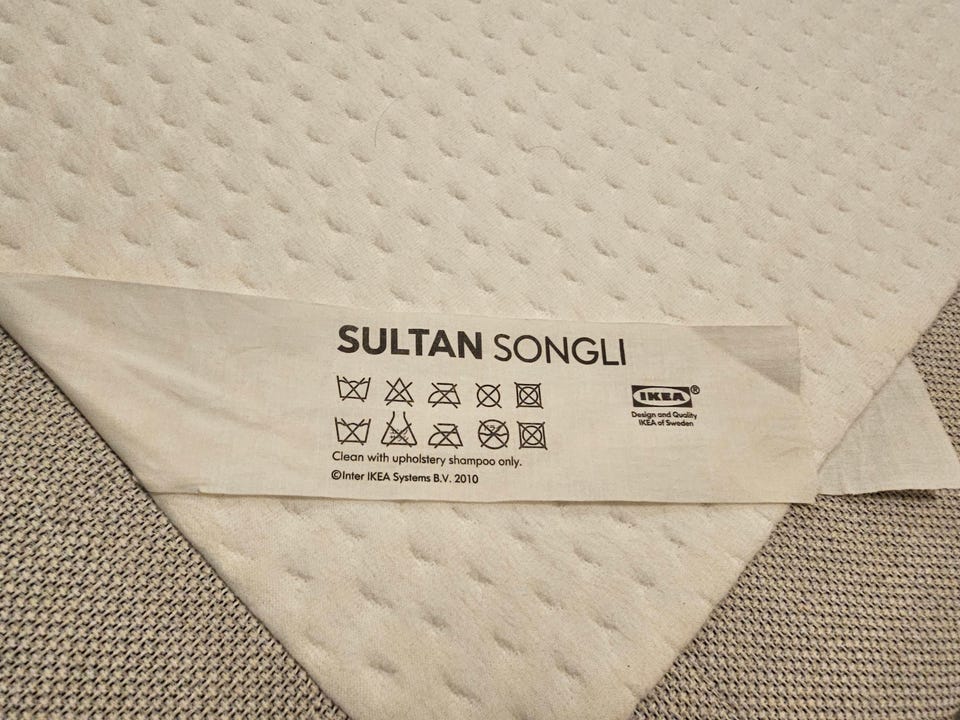 SULTAN SONGLI
IKEA®
Design and Quality
IKEA of Sweden
Clean with upholstery shampoo only.
©Inter IKEA Systems B.V. 2010